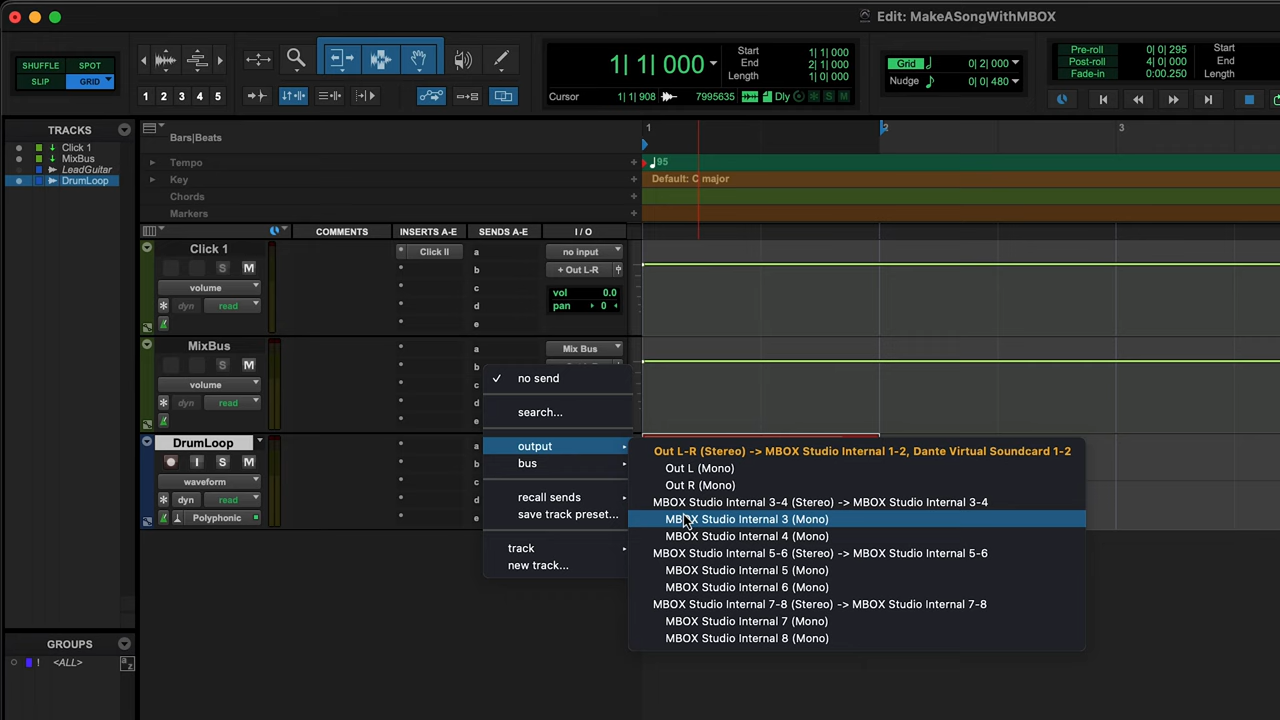 Edit: MakeASongWithMBOX
SHUFFLE SPOT
SLIP GRID
1 2 3 4 5
1| 1| 000
Start 1| 1| 000
End 1| 1| 000
Length 1| 0| 000
Cursor 1| 1| 908 7995635 Dly S M
Grid 0| 2| 000
Nudge 0| 0| 480
Pre-roll 0| 0| 295
Post-roll 4| 0| 000
Fade-in 0| 0.250
Start
End
Length
TRACKS
Click 1
MixBus
LeadGuitar
DrumLoop
Bars|Beats
1 2 3
Tempo +
95
Key +
Default: C major
Chords +
Markers +
COMMENTS INSERTS A-E SENDS A-E I / O
Click 1
S M
volume
dyn read
Click II
a
b
c
d
e
no input
+ Out L-R
vol 0.0
pan 0
MixBus
S M
volume
dyn read
a
b
c
d
e
Mix Bus
DrumLoop
I S M
waveform
dyn read
Polyphonic
a
b
c
d
e
no send
search...
output
bus
recall sends
save track preset...
track
new track...
Out L-R (Stereo) -> MBOX Studio Internal 1-2, Dante Virtual Soundcard 1-2
Out L (Mono)
Out R (Mono)
MBOX Studio Internal 3-4 (Stereo) -> MBOX Studio Internal 3-4
MBOX Studio Internal 3 (Mono)
MBOX Studio Internal 4 (Mono)
MBOX Studio Internal 5-6 (Stereo) -> MBOX Studio Internal 5-6
MBOX Studio Internal 5 (Mono)
MBOX Studio Internal 6 (Mono)
MBOX Studio Internal 7-8 (Stereo) -> MBOX Studio Internal 7-8
MBOX Studio Internal 7 (Mono)
MBOX Studio Internal 8 (Mono)
GROUPS
! <ALL> a z